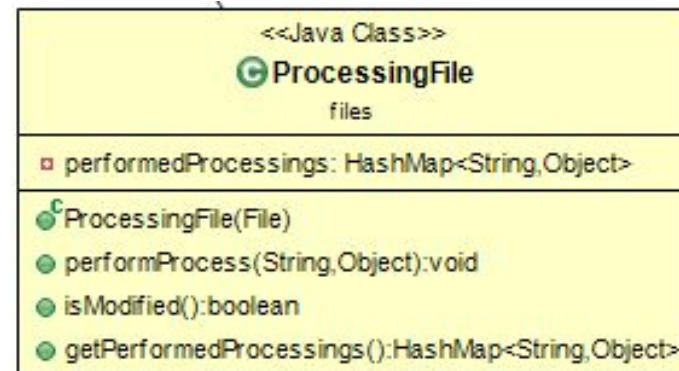 <<Java Class>>
C ProcessingFile
files
performedProcessings: HashMap<String,Object>
C ProcessingFile(File)
performProcess(String,Object):void
isModified():boolean
getPerformedProcessings():HashMap<String,Object>